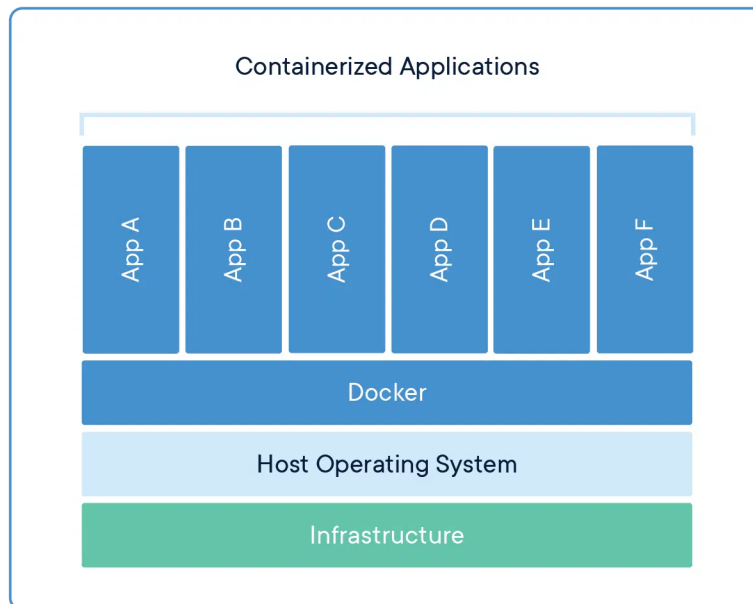 Containerized Applications
App A
App B
App C
App D
App E
App F
Docker
Host Operating System
Infrastructure